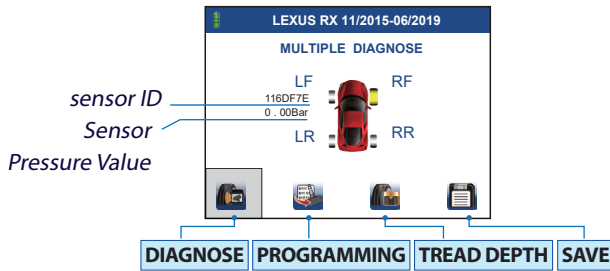 LEXUS RX 11/2015-06/2019
MULTIPLE DIAGNOSE
LF RF
sensor ID 116DF7E
Sensor 0 . 00Bar
LR RR
Pressure Value
DIAGNOSE PROGRAMMING TREAD DEPTH SAVE